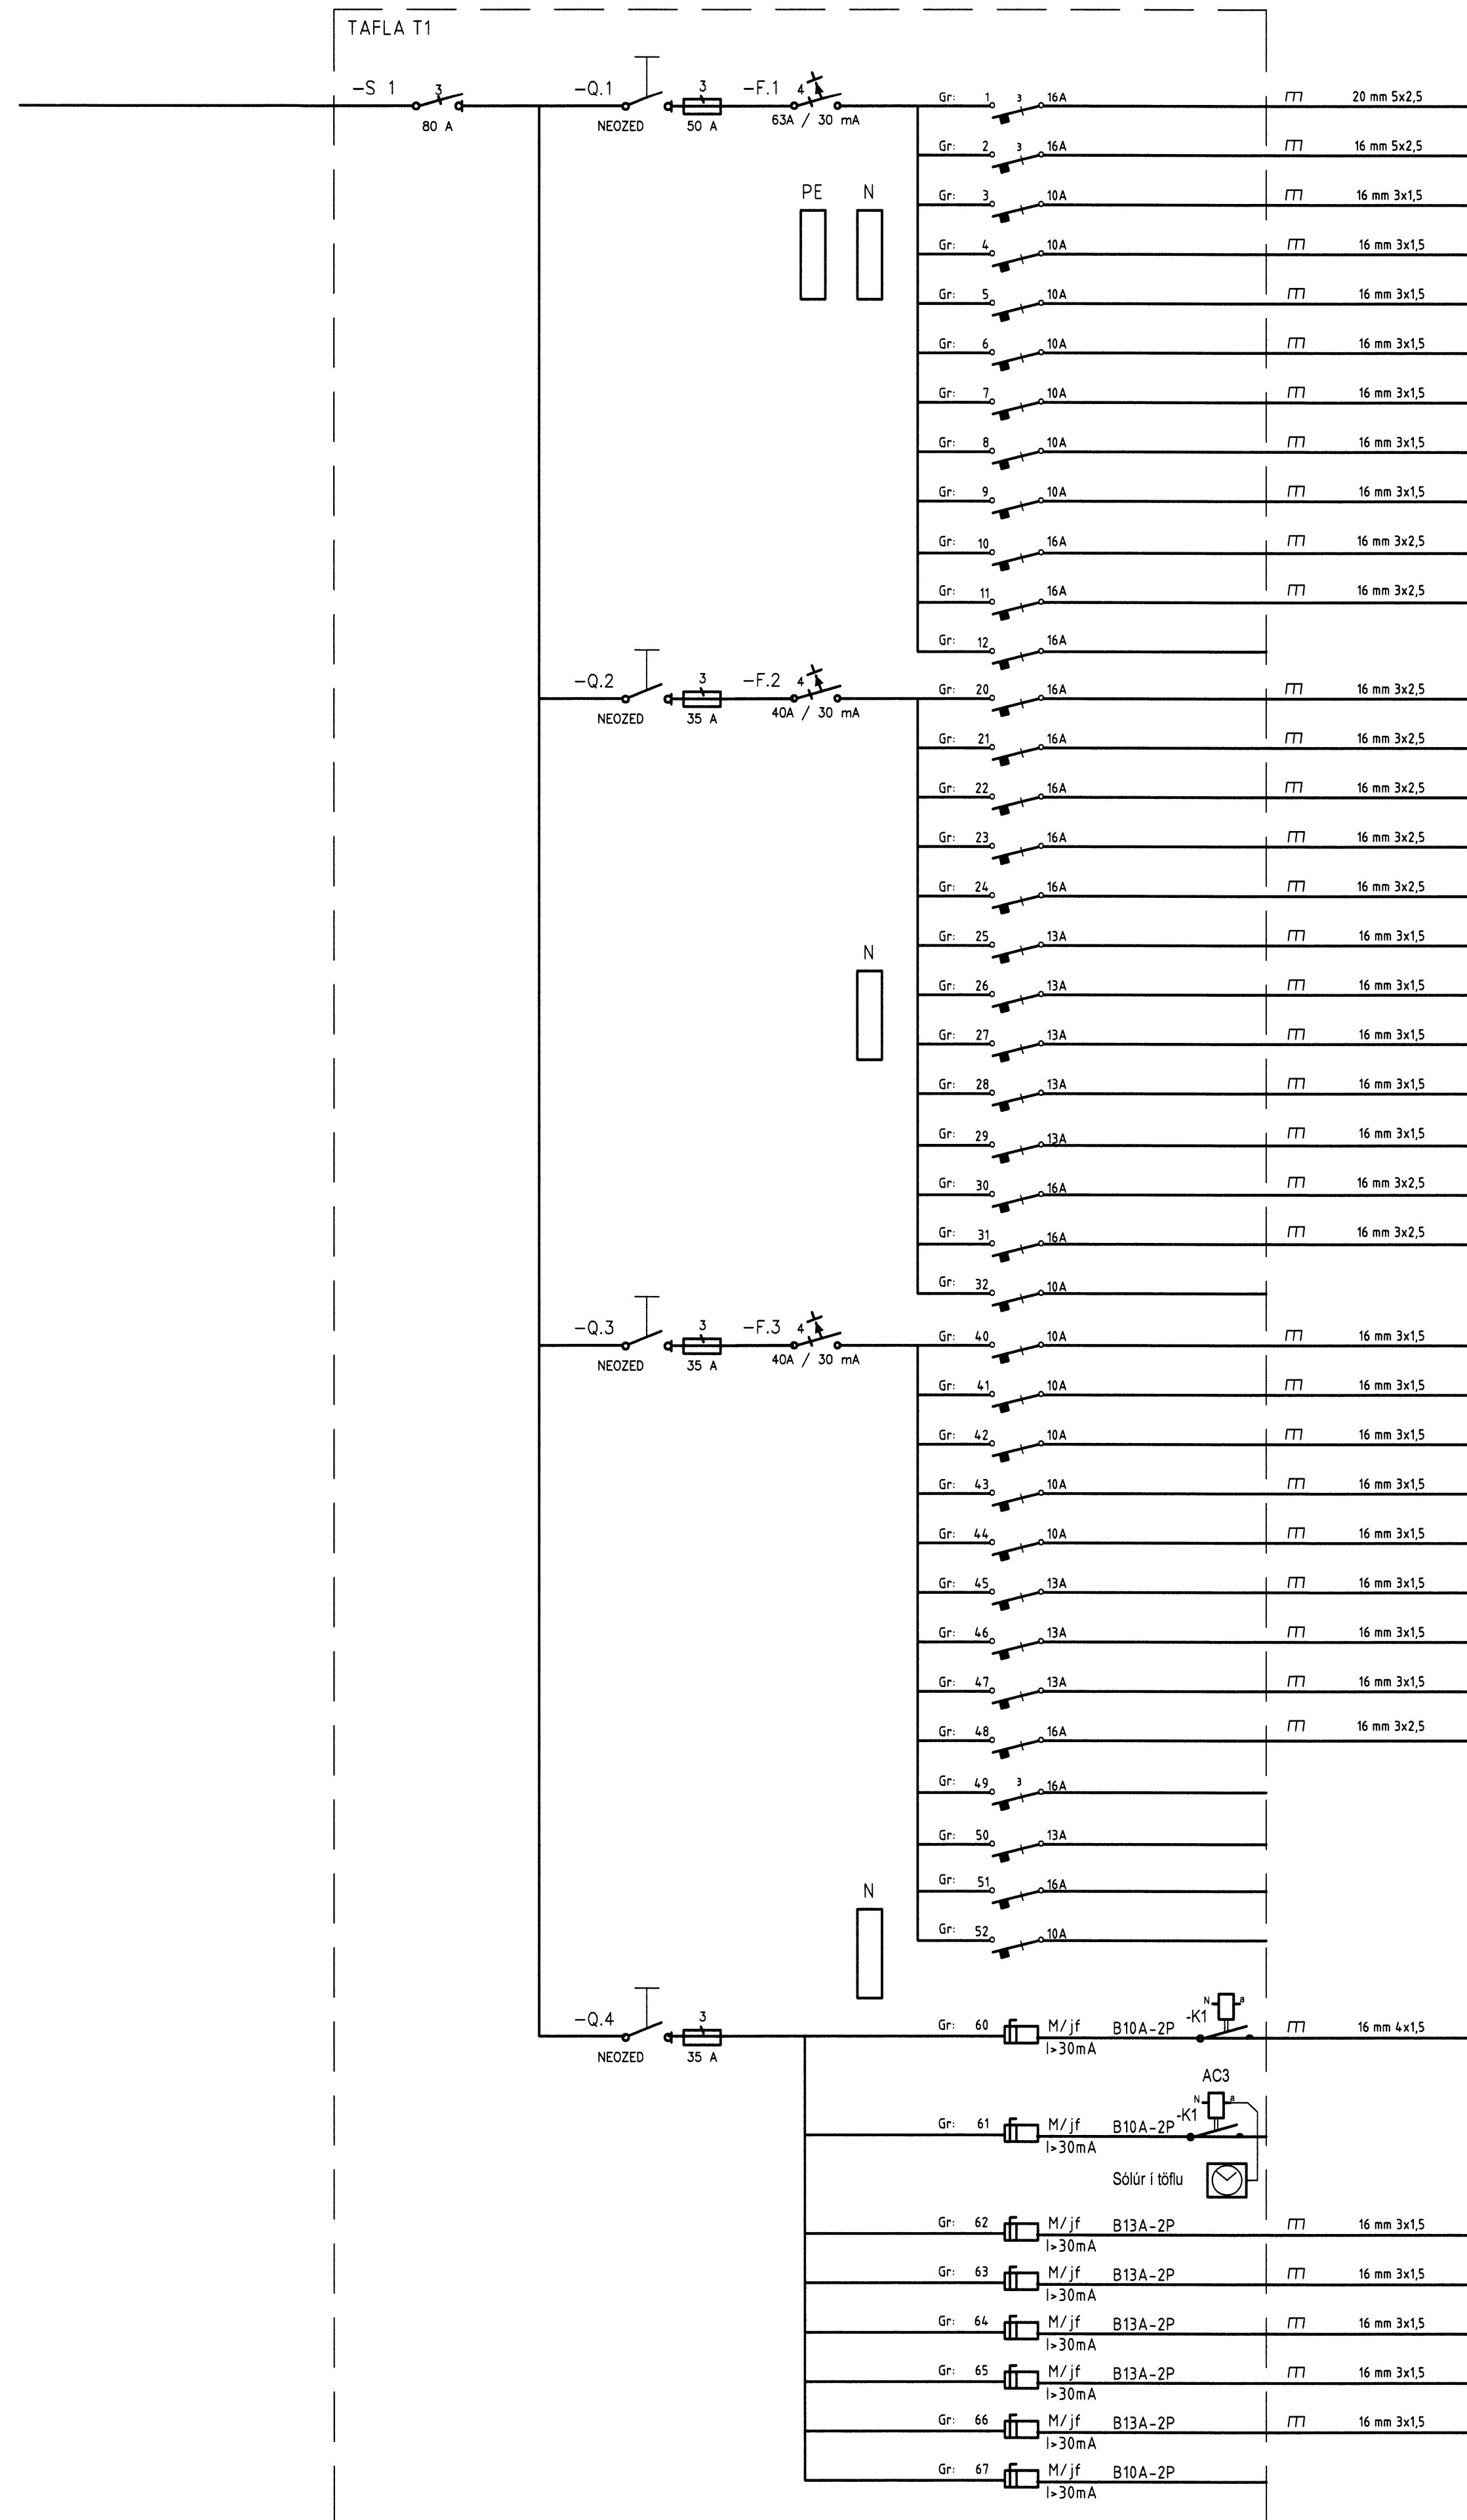 TAFLA T1
-S 1 3 80 A
-Q.1 NEOZED 3 50 A -F.1 4 63A / 30 mA
Gr: 1 3 16A 20 mm 5x2,5
Gr: 2 3 16A 16 mm 5x2,5
PE N
Gr: 3 10A 16 mm 3x1,5
Gr: 4 10A 16 mm 3x1,5
Gr: 5 10A 16 mm 3x1,5
Gr: 6 10A 16 mm 3x1,5
Gr: 7 10A 16 mm 3x1,5
Gr: 8 10A 16 mm 3x1,5
Gr: 9 10A 16 mm 3x1,5
Gr: 10 16A 16 mm 3x2,5
Gr: 11 16A 16 mm 3x2,5
Gr: 12 16A
-Q.2 NEOZED 3 35 A -F.2 4 40A / 30 mA
Gr: 20 16A 16 mm 3x2,5
Gr: 21 16A 16 mm 3x2,5
Gr: 22 16A 16 mm 3x2,5
Gr: 23 16A 16 mm 3x2,5
Gr: 24 16A 16 mm 3x2,5
Gr: 25 13A 16 mm 3x1,5
N
Gr: 26 13A 16 mm 3x1,5
Gr: 27 13A 16 mm 3x1,5
Gr: 28 13A 16 mm 3x1,5
Gr: 29 13A 16 mm 3x1,5
Gr: 30 16A 16 mm 3x2,5
Gr: 31 16A 16 mm 3x2,5
Gr: 32 10A
-Q.3 NEOZED 3 35 A -F.3 4 40A / 30 mA
Gr: 40 10A 16 mm 3x1,5
Gr: 41 10A 16 mm 3x1,5
Gr: 42 10A 16 mm 3x1,5
Gr: 43 10A 16 mm 3x1,5
Gr: 44 10A 16 mm 3x1,5
Gr: 45 13A 16 mm 3x1,5
Gr: 46 13A 16 mm 3x1,5
Gr: 47 13A 16 mm 3x1,5
Gr: 48 16A 16 mm 3x2,5
Gr: 49 3 16A
Gr: 50 13A
Gr: 51 16A
N
Gr: 52 10A
-Q.4 NEOZED 3 35 A
Gr: 60 M/jf I>30mA B10A-2P -K1 N a 16 mm 4x1,5
AC3
Gr: 61 M/jf I>30mA B10A-2P -K1 N a
Sólúr í töflu
Gr: 62 M/jf I>30mA B13A-2P 16 mm 3x1,5
Gr: 63 M/jf I>30mA B13A-2P 16 mm 3x1,5
Gr: 64 M/jf I>30mA B13A-2P 16 mm 3x1,5
Gr: 65 M/jf I>30mA B13A-2P 16 mm 3x1,5
Gr: 66 M/jf I>30mA B13A-2P 16 mm 3x1,5
Gr: 67 M/jf I>30mA B10A-2P